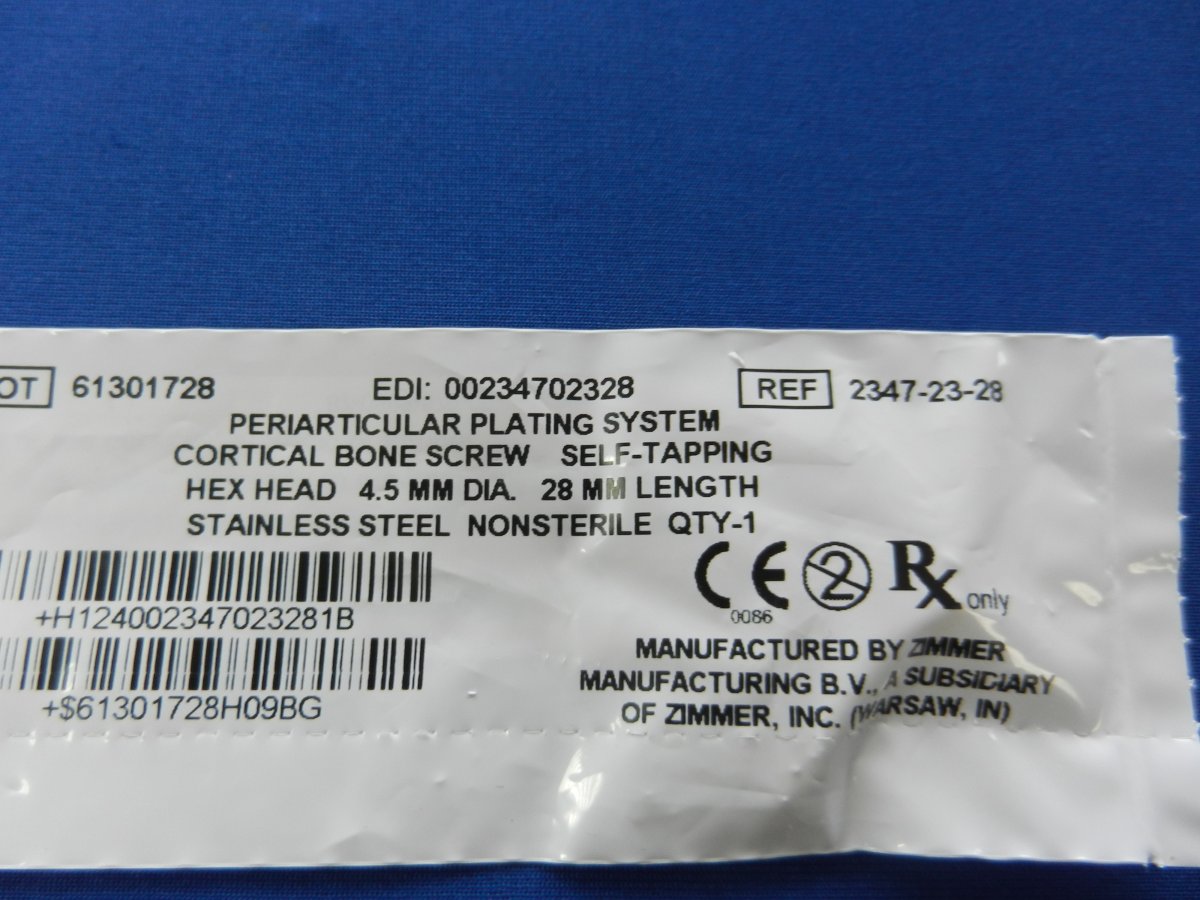 OT 61301728 EDI: 00234702328 REF 2347-23-28
PERIARTICULAR PLATING SYSTEM
CORTICAL BONE SCREW SELF-TAPPING
HEX HEAD 4.5 MM DIA. 28 MM LENGTH
STAINLESS STEEL NONSTERILE QTY-1
+H124002347023281B
+$61301728H09BG
CE 2 Rx only
0086
MANUFACTURED BY ZIMMER
MANUFACTURING B.V., A SUBSIDIARY
OF ZIMMER, INC. (WARSAW, IN)